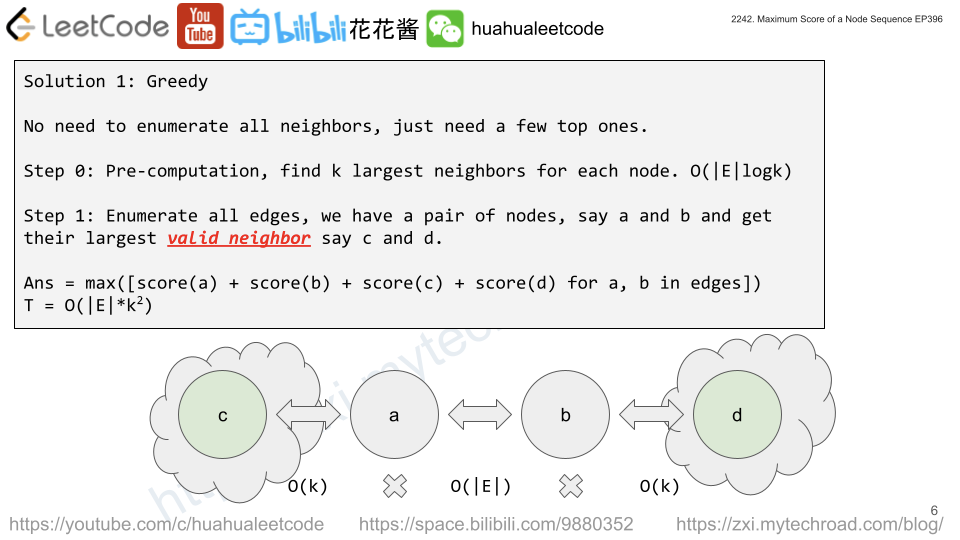 LeetCode You Tube bilibili 花花酱 huahualeetcode
2242. Maximum Score of a Node Sequence EP396
Solution 1: Greedy
No need to enumerate all neighbors, just need a few top ones.
Step 0: Pre-computation, find k largest neighbors for each node. O(|E|logk)
Step 1: Enumerate all edges, we have a pair of nodes, say a and b and get
their largest valid neighbor say c and d.
Ans = max([score(a) + score(b) + score(c) + score(d) for a, b in edges])
T = O(|E|*k²)
c a b d
O(k) O(|E|) O(k)
6
https://youtube.com/c/huahualeetcode https://space.bilibili.com/9880352 https://zxi.mytechroad.com/blog/